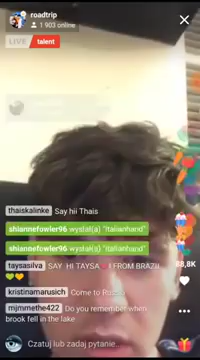 roadtrip
1 903 online
LIVE talent
thaiskalinke Say hii Thais
shiannefowler96 wysłał(a) "Italianhand"
shiannefowler96 wysłał(a) "Italianhand"
taysasilva SAY HI TAYSA I FROM BRAZIL
kristinamarusich Come to
88,8K
mjmmethe422 Do you remember when
brook fell in the lake
Czatuj lub zadaj pytanie...